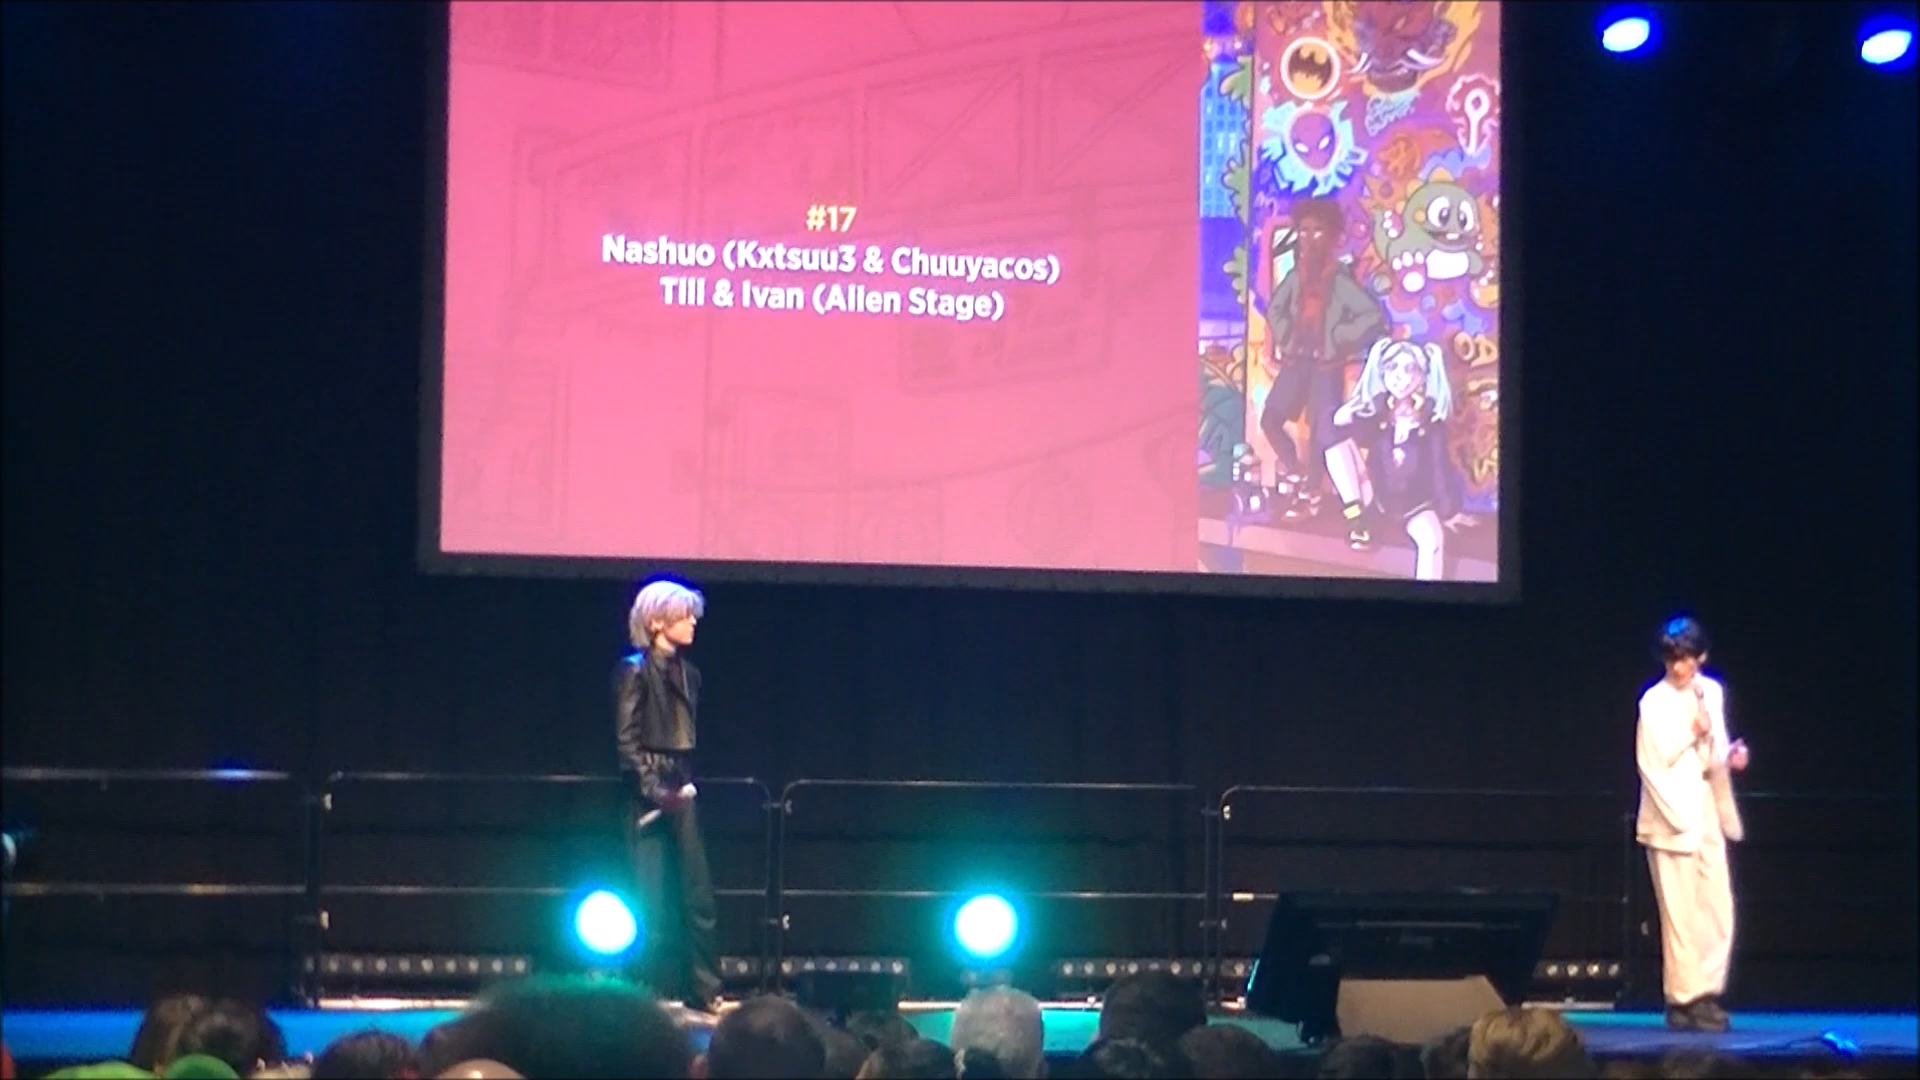 #17
Nashuo (Kxtsuu3 & Chuuyacos)
Till & Ivan (Alien Stage)